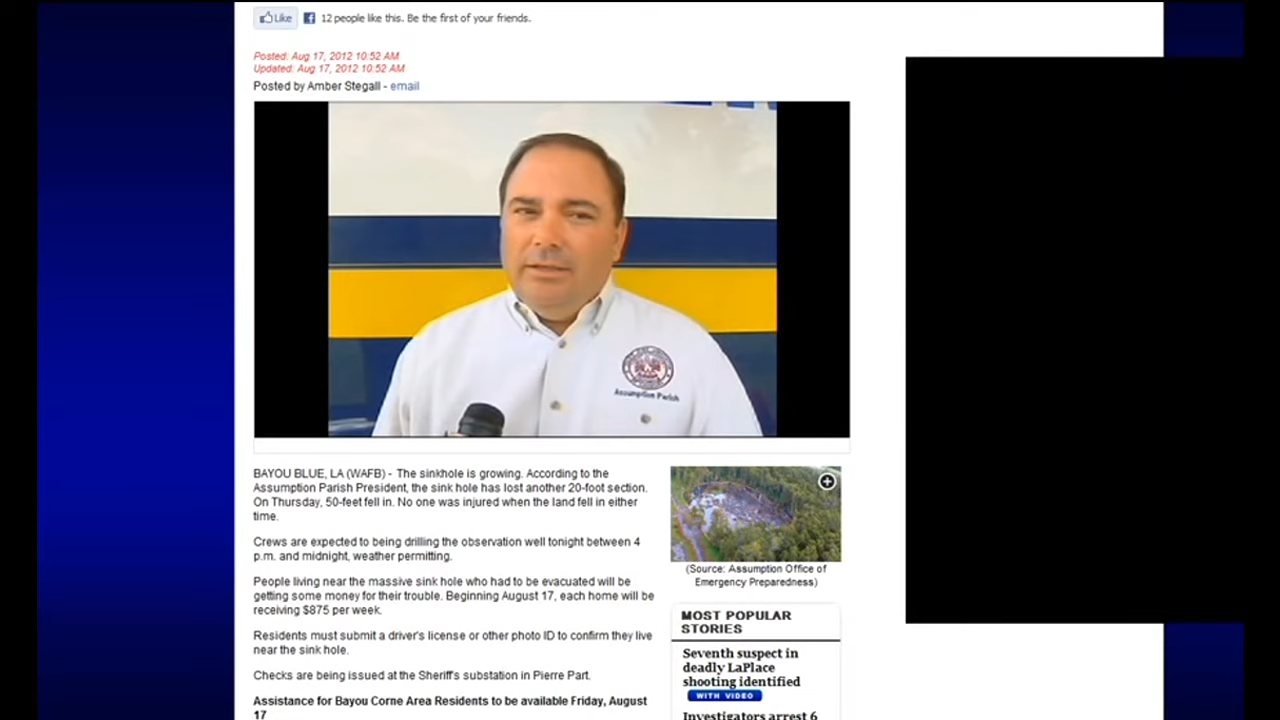 Like
12 people like this. Be the first of your friends.
Posted: Aug 17, 2012 10:52 AM
Updated: Aug 17, 2012 10:52 AM
Posted by Amber Stegall - email
Assumption Parish
BAYOU BLUE, LA (WAFB) - The sinkhole is growing. According to the
Assumption Parish President, the sink hole has lost another 20-foot section.
On Thursday, 50-feet fell in. No one was injured when the land fell in either
time.
Crews are expected to being drilling the observation well tonight between 4
p.m. and midnight, weather permitting.
People living near the massive sink hole who had to be evacuated will be
getting some money for their trouble. Beginning August 17, each home will be
receiving $875 per week.
Residents must submit a driver's license or other photo ID to confirm they live
near the sink hole.
Checks are being issued at the Sheriff's substation in Pierre Part.
Assistance for Bayou Corne Area Residents to be available Friday, August
17
(Source: Assumption Office of
Emergency Preparedness)
MOST POPULAR
STORIES
Seventh suspect in
deadly LaPlace
shooting identified
WITH VIDEO
Investigators arrest 6